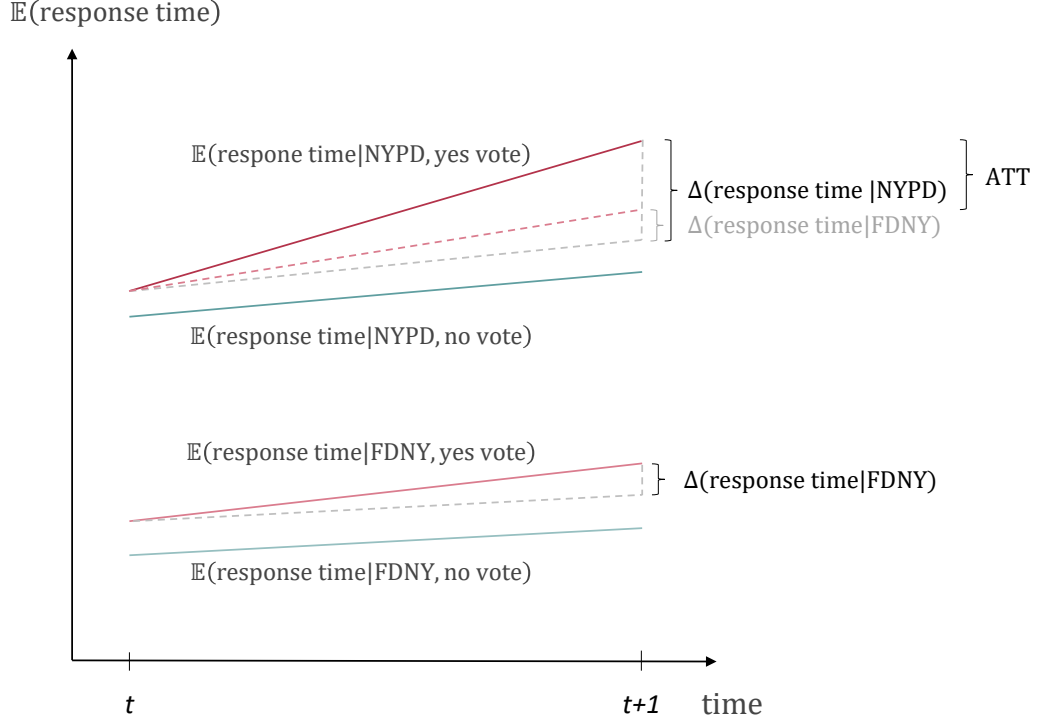 𝔼(response time)
𝔼(respone time|NYPD, yes vote)
ATT
Δ(response time |NYPD)
Δ(response time|FDNY)
𝔼(response time|NYPD, no vote)
𝔼(response time|FDNY, yes vote)
Δ(response time|FDNY)
𝔼(response time|FDNY, no vote)
t
t+1
time